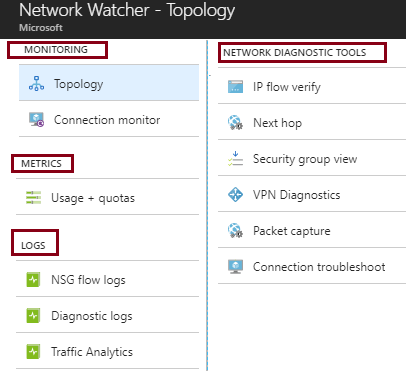 Network Watcher - Topology
Microsoft
MONITORING
Topology
Connection monitor
METRICS
Usage + quotas
LOGS
NSG flow logs
Diagnostic logs
Traffic Analytics
NETWORK DIAGNOSTIC TOOLS
IP flow verify
Next hop
Security group view
VPN Diagnostics
Packet capture
Connection troubleshoot